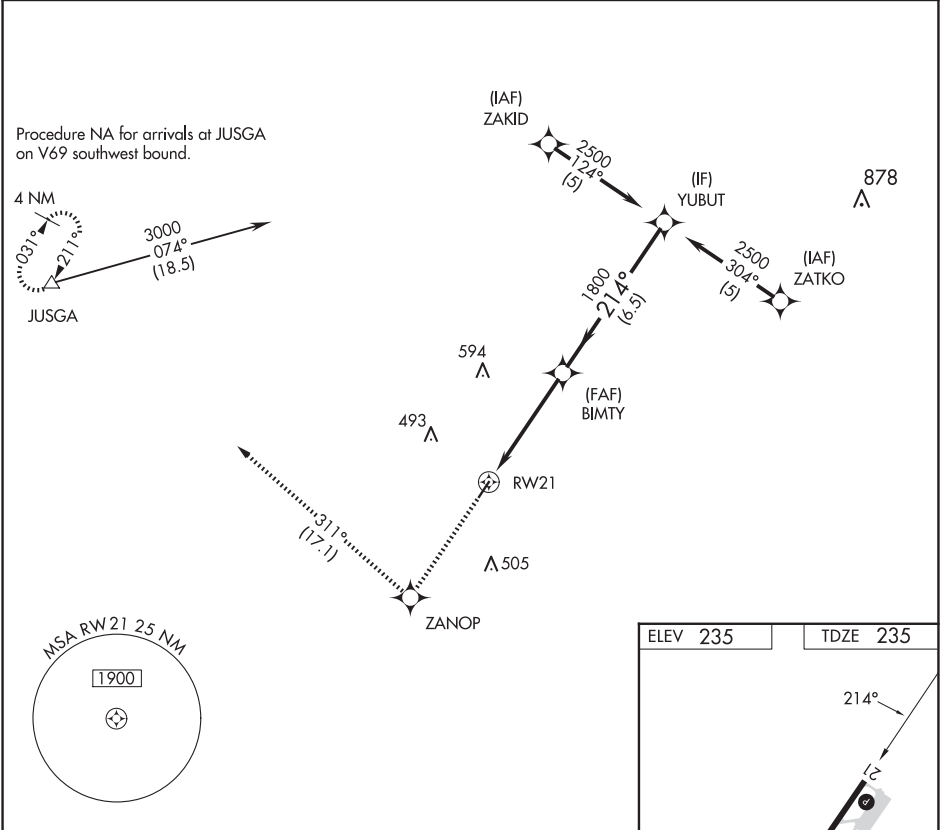 Procedure NA for arrivals at JUSGA
on V69 southwest bound.
4 NM
031°
211°
3000
074°
(18.5)
JUSGA
(IAF)
ZAKID
2500
124°
(5)
(IF)
YUBUT
878
2500
304°
(5)
(IAF)
ZATKO
1800
214°
(6.5)
594
(FAF)
BIMTY
493
RW21
311°
(17.1)
505
ZANOP
MSA RW 21 25 NM
1900
ELEV 235
TDZE 235
214°
21
P